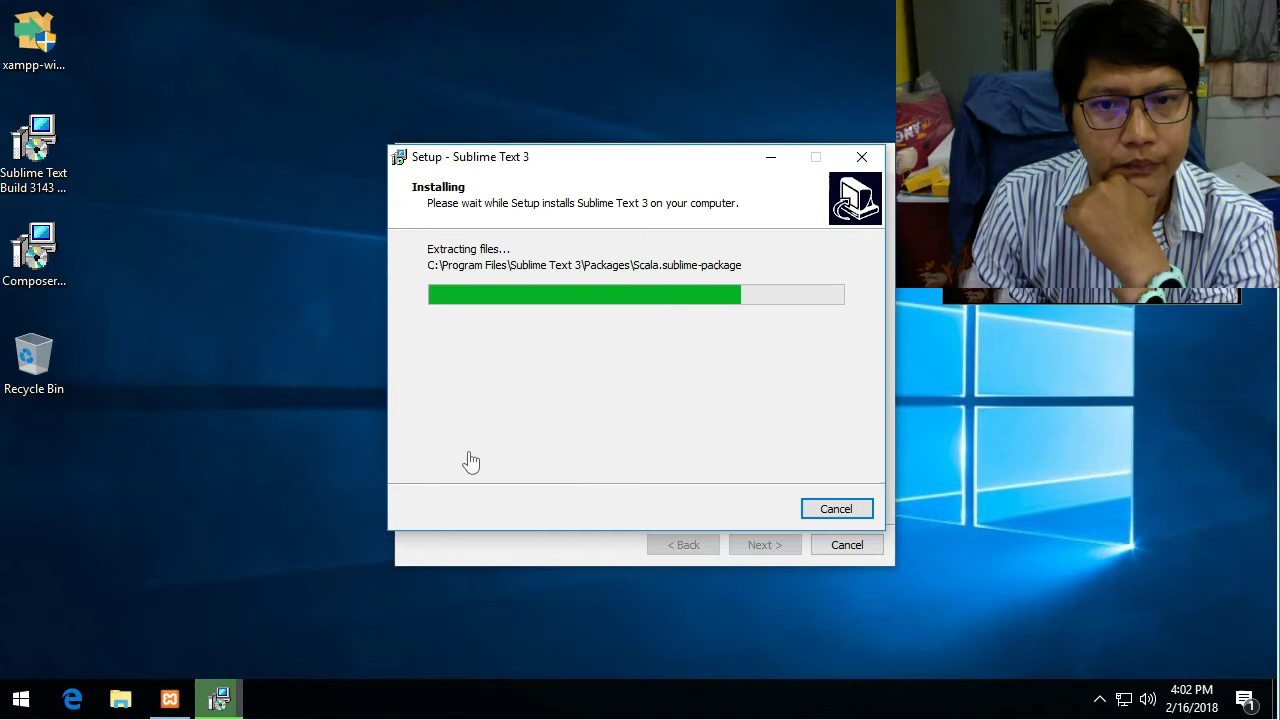 xampp-wi...
Sublime Text
Build 3143 ...
Composer...
Recycle Bin
Setup - Sublime Text 3
Installing
Please wait while Setup installs Sublime Text 3 on your computer.
Extracting files...
C:\Program Files\Sublime Text 3\Packages\Scala.sublime-package
Cancel
< Back
Next >
Cancel
4:02 PM
2/16/2018
1